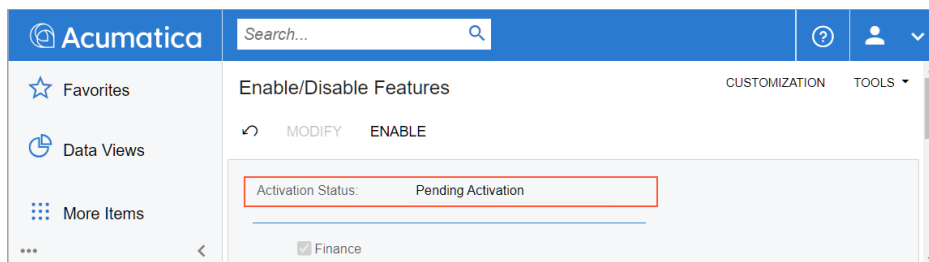 Acumatica
Search...
Favorites
Data Views
More Items
Enable/Disable Features
CUSTOMIZATION TOOLS
MODIFY ENABLE
Activation Status: Pending Activation
Finance